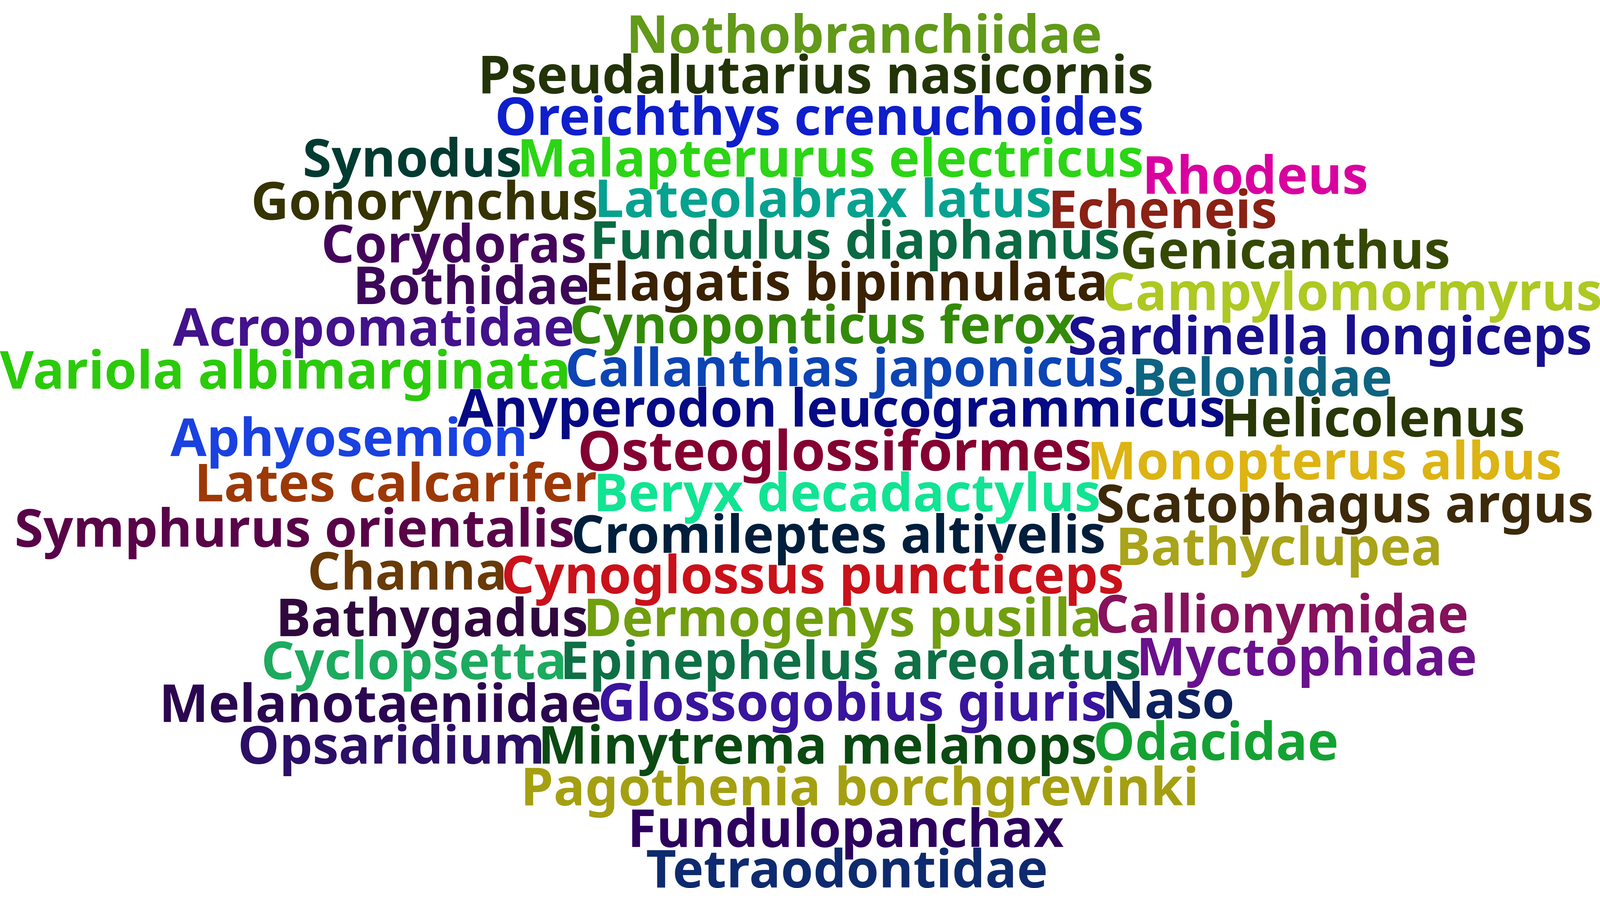 Nothobranchiidae
Pseudalutarius nasicornis
Oreichthys crenuchoides
Synodus Malapterurus electricus Rhodeus
Gonorynchus Lateolabrax latus Echeneis
Corydoras Fundulus diaphanus Genicanthus
Bothidae Elagatis bipinnulata Campylomormyrus
Acropomatidae Cynoponticus ferox Sardinella longiceps
Variola albimarginata Callanthias japonicus Belonidae
Anyperodon leucogrammicus Helicolenus
Aphyosemion Osteoglossiformes Monopterus albus
Lates calcarifer Beryx decadactylus Scatophagus argus
Symphurus orientalis Cromileptes altivelis Bathyclupea
Channa Cynoglossus puncticeps
Bathygadus Dermogenys pusilla Callionymidae
Cyclopsetta Epinephelus areolatus Myctophidae
Melanotaeniidae Glossogobius giuris Naso
Opsaridium Minytrema melanops Odacidae
Pagothenia borchgrevinki
Fundulopanchax
Tetraodontidae